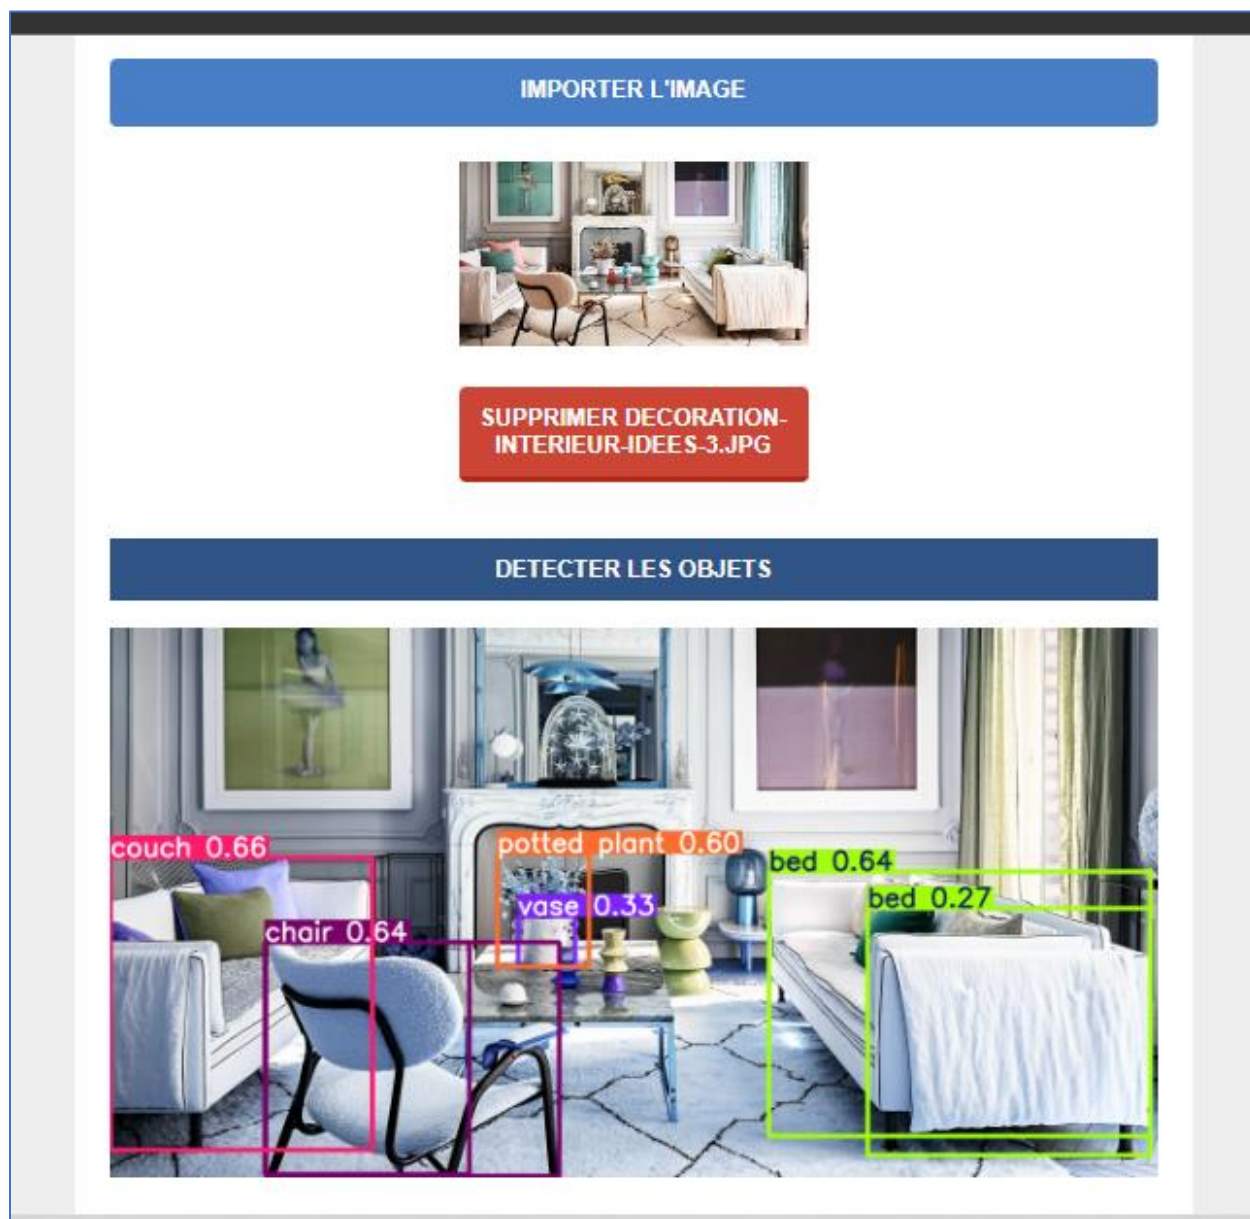 IMPORTER L'IMAGE
SUPPRIMER DECORATION-
INTERIEUR-IDEES-3.JPG
DETECTER LES OBJETS
couch 0.66
potted plant 0.60
bed 0.64
bed 0.27
vase 0.33
chair 0.64